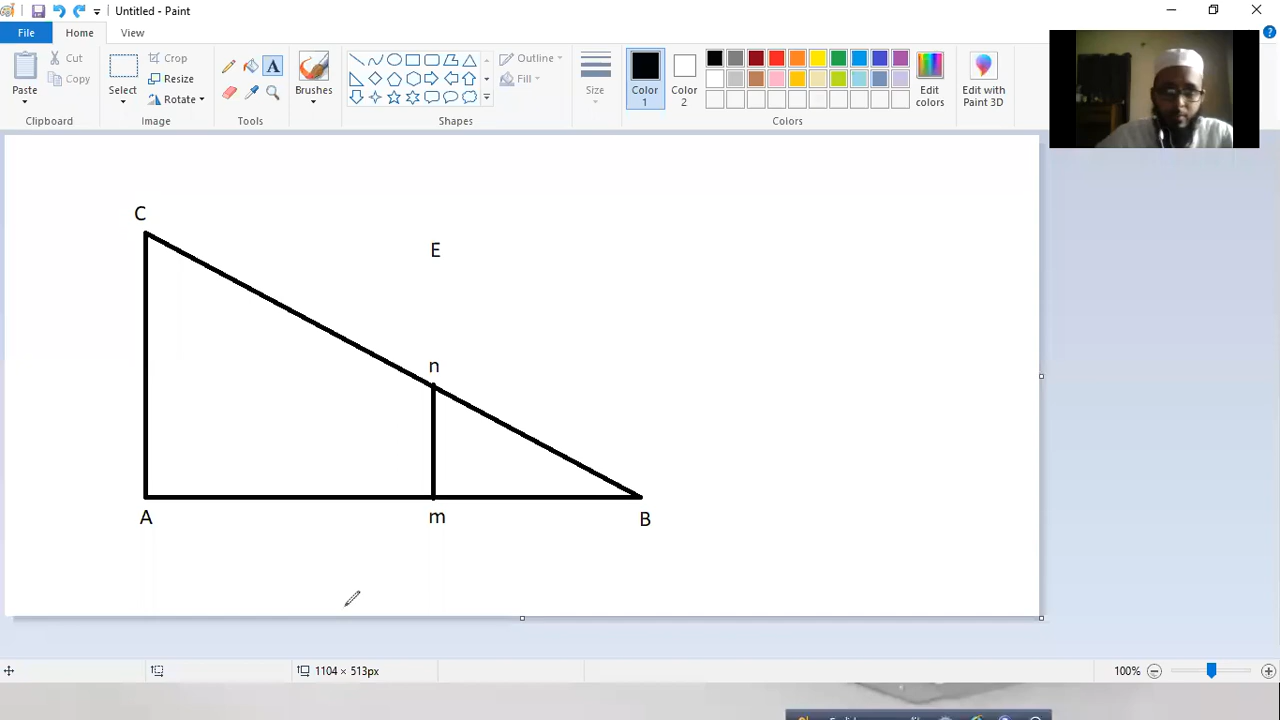 Untitled - Paint
File Home View
Paste
Cut
Copy
Clipboard
Select
Crop
Resize
Rotate
Image
A
Tools
Brushes
Shapes
Outline
Fill
Size
Color 1
Color 2
Edit colors
Edit with Paint 3D
Colors
C
E
n
A
m
B
1104 × 513px
100%